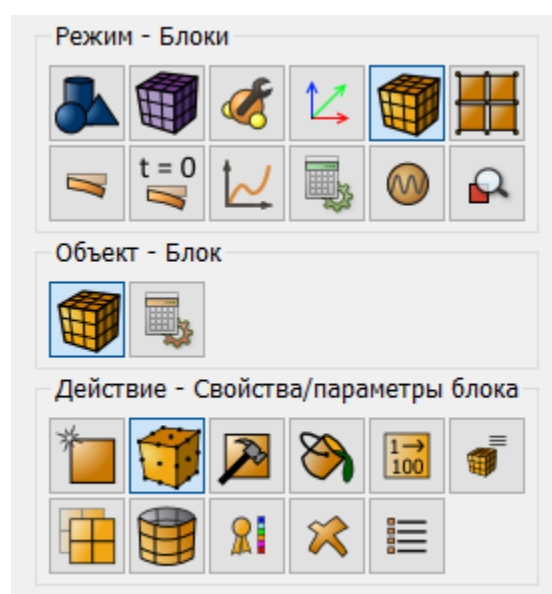 Режим - Блоки
t = 0
Объект - Блок
Действие - Свойства/параметры блока
1→
100